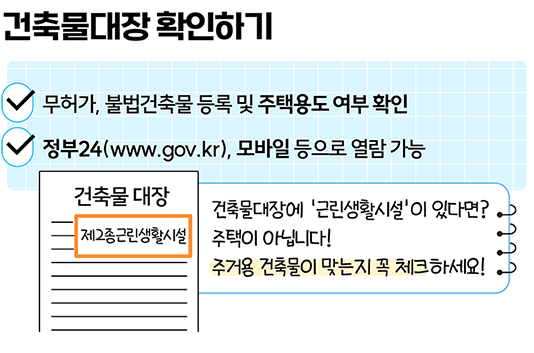 건축물대장 확인하기
무허가, 불법건축물 등록 및 주택용도 여부 확인
정부24(www.gov.kr), 모바일 등으로 열람 가능
건축물 대장
제2종근린생활시설
건축물대장에 '근린생활시설'이 있다면?
주택이 아닙니다!
주거용 건축물이 맞는지 꼭 체크하세요!